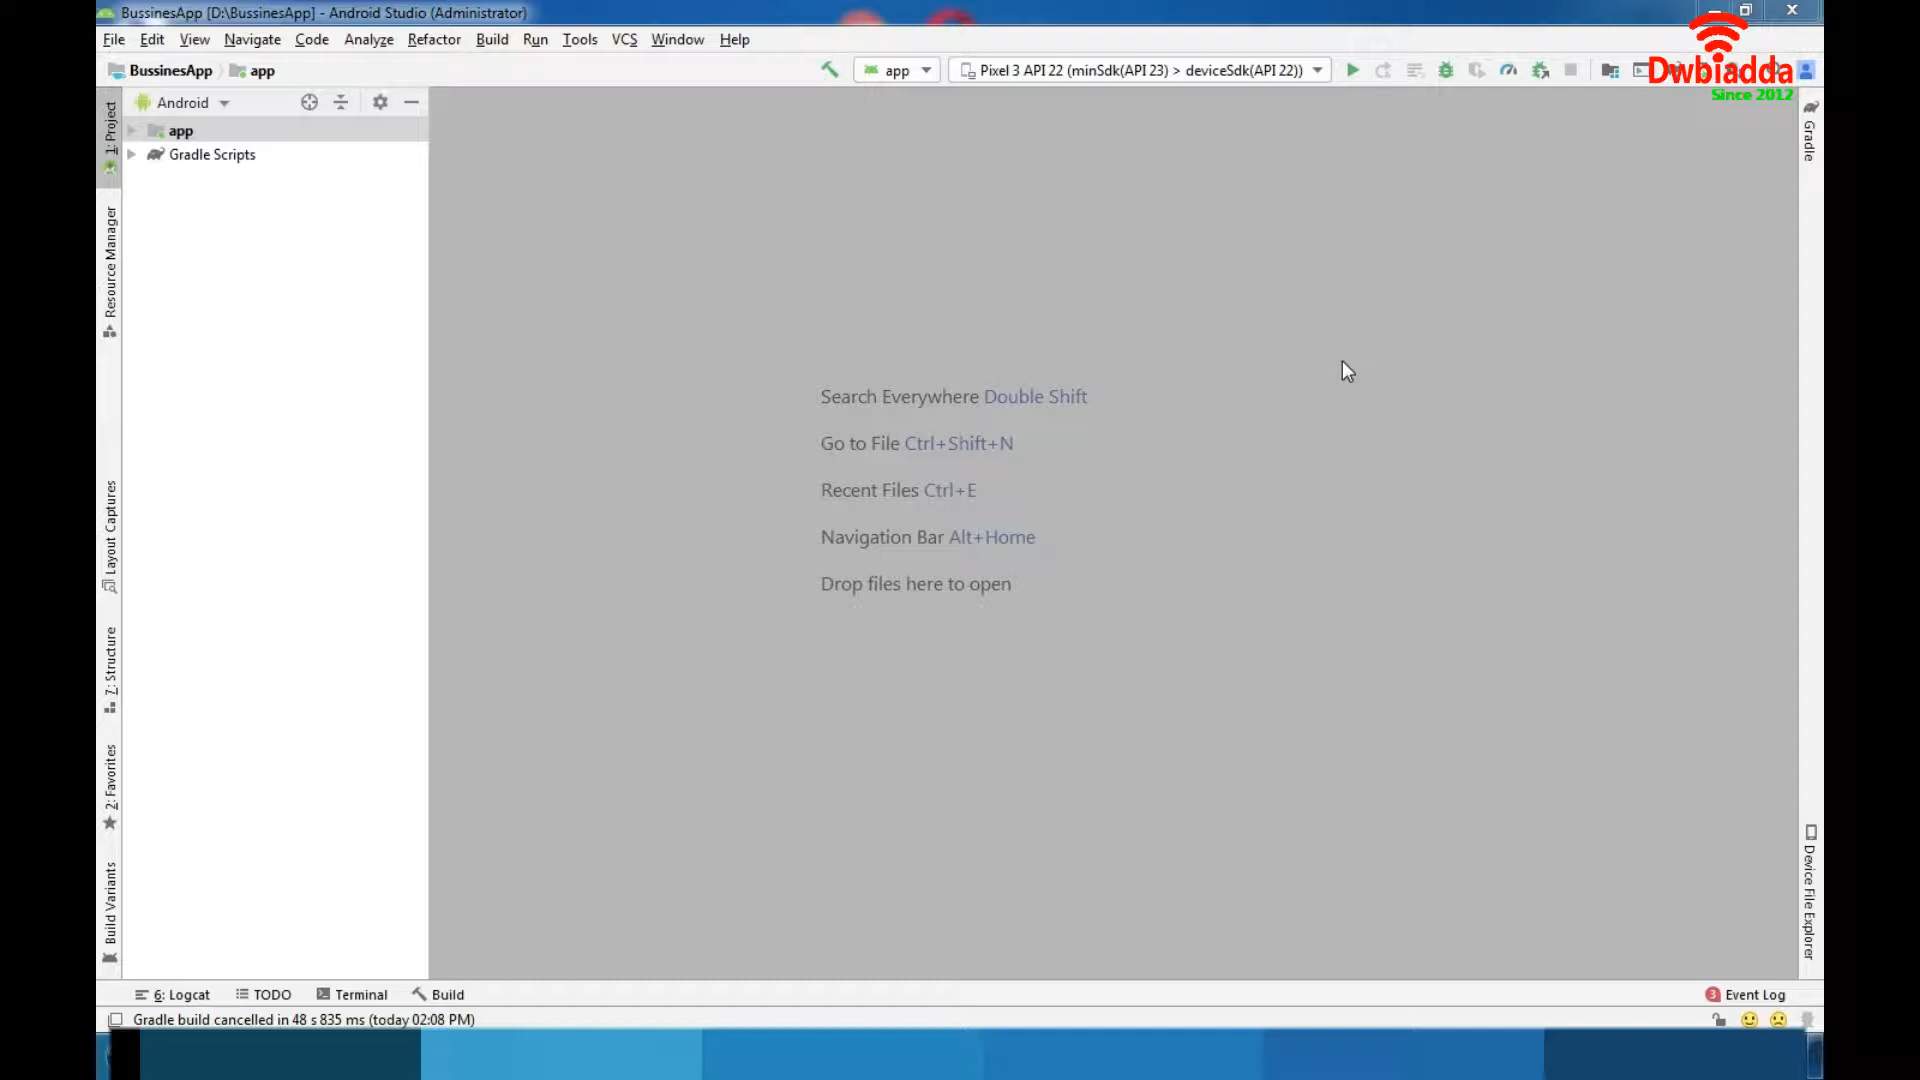 BussinesApp [D:\BussinesApp] - Android Studio (Administrator)
File Edit View Navigate Code Analyze Refactor Build Run Tools VCS Window Help
BussinesApp app
app
Pixel 3 API 22 (minSdk(API 23) > deviceSdk(API 22))
Dwbiadda
Since 2012
Android
app
Gradle Scripts
1: Project
Resource Manager
Layout Captures
7: Structure
2: Favorites
Build Variants
Search Everywhere Double Shift
Go to File Ctrl+Shift+N
Recent Files Ctrl+E
Navigation Bar Alt+Home
Drop files here to open
Gradle
Device File Explorer
6: Logcat TODO Terminal Build
3 Event Log
Gradle build cancelled in 48 s 835 ms (today 02:08 PM)